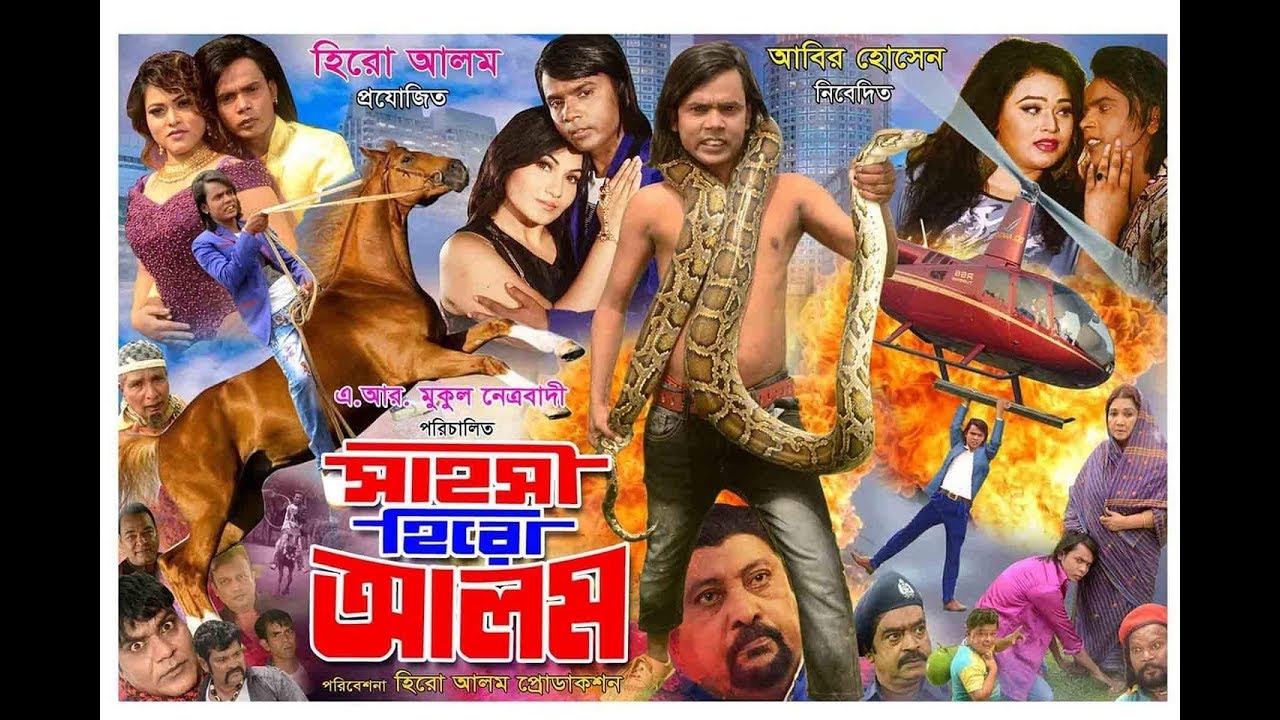 হিরো আলম
প্রযোজিত
আবির হোসেন
নিবেদিত
এ.আর. মুকুল নেত্রবাদী
পরিচালিত
সাহসী
হিরো
আলম
পরিবেশনা হিরো আলম প্রোডাকশন